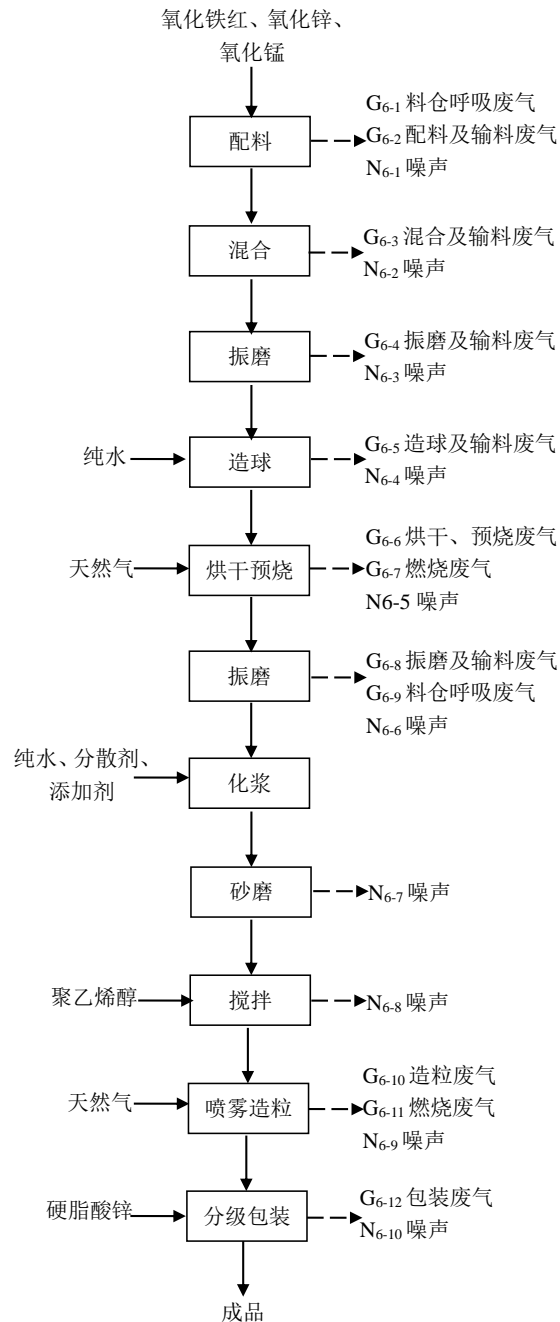 氧化铁红、氧化锌、
氧化锰
配料
G6-1 料仓呼吸废气
G6-2 配料及输料废气
N6-1 噪声
混合
G6-3 混合及输料废气
N6-2 噪声
振磨
G6-4 振磨及输料废气
N6-3 噪声
纯水
造球
G6-5 造球及输料废气
N6-4 噪声
天然气
烘干预烧
G6-6 烘干、预烧废气
G6-7 燃烧废气
N6-5 噪声
振磨
G6-8 振磨及输料废气
G6-9 料仓呼吸废气
N6-6 噪声
纯水、分散剂、
添加剂
化浆
砂磨
N6-7 噪声
聚乙烯醇
搅拌
N6-8 噪声
天然气
喷雾造粒
G6-10 造粒废气
G6-11 燃烧废气
N6-9 噪声
硬脂酸锌
分级包装
G6-12 包装废气
N6-10 噪声
成品